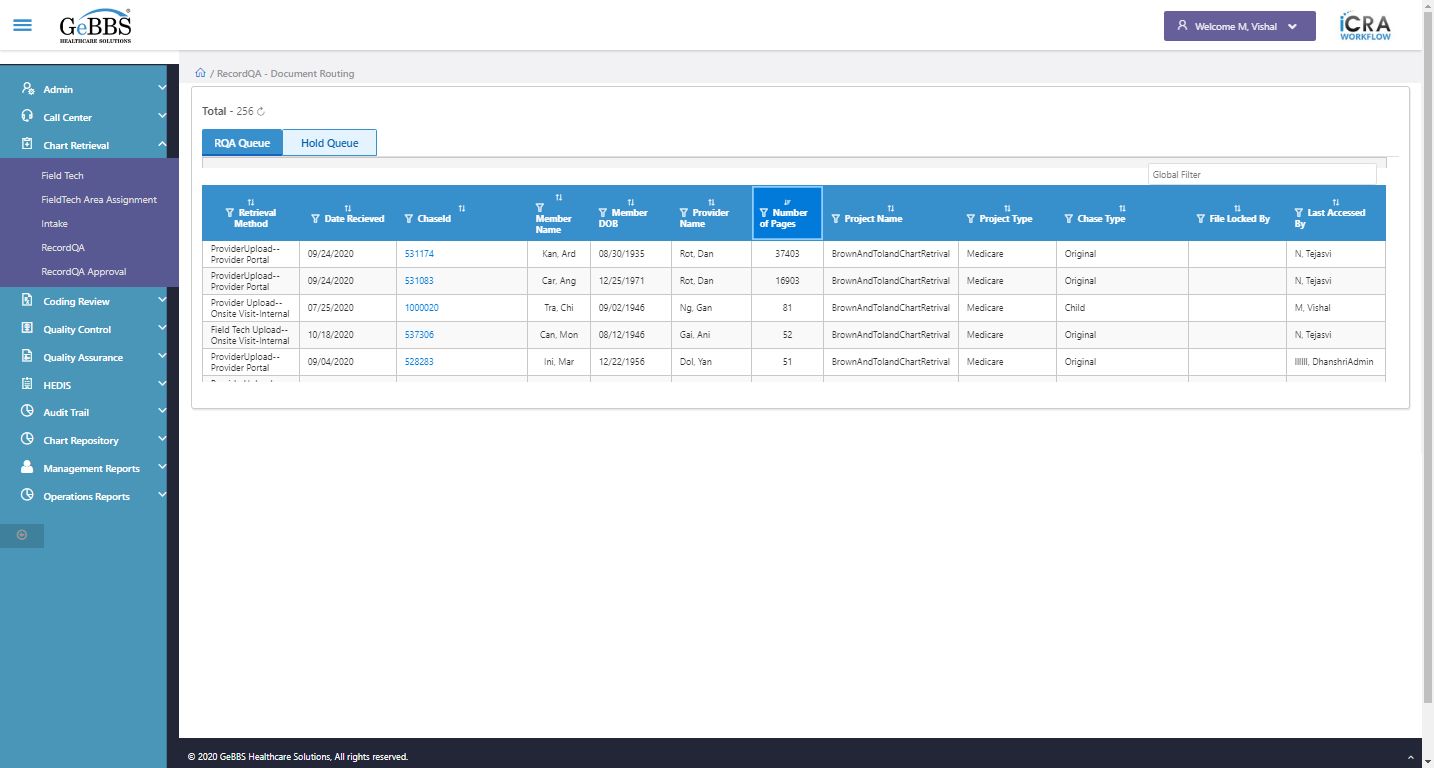 GeBBS
HEALTHCARE SOLUTIONS
Welcome M, Vishal
iCRA
WORKFLOW
Admin
Call Center
Chart Retrieval
Field Tech
FieldTech Area Assignment
Intake
RecordQA
RecordQA Approval
Coding Review
Quality Control
Quality Assurance
HEDIS
Audit Trail
Chart Repository
Management Reports
Operations Reports
/ RecordQA - Document Routing
Total - 256
RQA Queue Hold Queue
Global Filter
Retrieval Method Date Recieved ChaseId Member Name Member DOB Provider Name Number of Pages Project Name Project Type Chase Type File Locked By Last Accessed By
ProviderUpload--Provider Portal 09/24/2020 531174 Kan, Ard 08/30/1935 Rot, Dan 37403 BrownAndTolandChartRetrival Medicare Original N, Tejasvi
ProviderUpload--Provider Portal 09/24/2020 531083 Car, Ang 12/25/1971 Rot, Dan 16903 BrownAndTolandChartRetrival Medicare Original N, Tejasvi
Provider Upload--Onsite Visit-Internal 07/25/2020 1000020 Tra, Chi 09/02/1946 Ng, Gan 81 BrownAndTolandChartRetrival Medicare Child M, Vishal
Field Tech Upload--Onsite Visit-Internal 10/18/2020 537306 Can, Mon 08/12/1946 Gai, Ani 52 BrownAndTolandChartRetrival Medicare Original N, Tejasvi
ProviderUpload--Provider Portal 09/04/2020 528283 Ini, Mar 12/22/1956 Dol, Yan 51 BrownAndTolandChartRetrival Medicare Original DhanshriAdmin
© 2020 GeBBS Healthcare Solutions, All rights reserved.